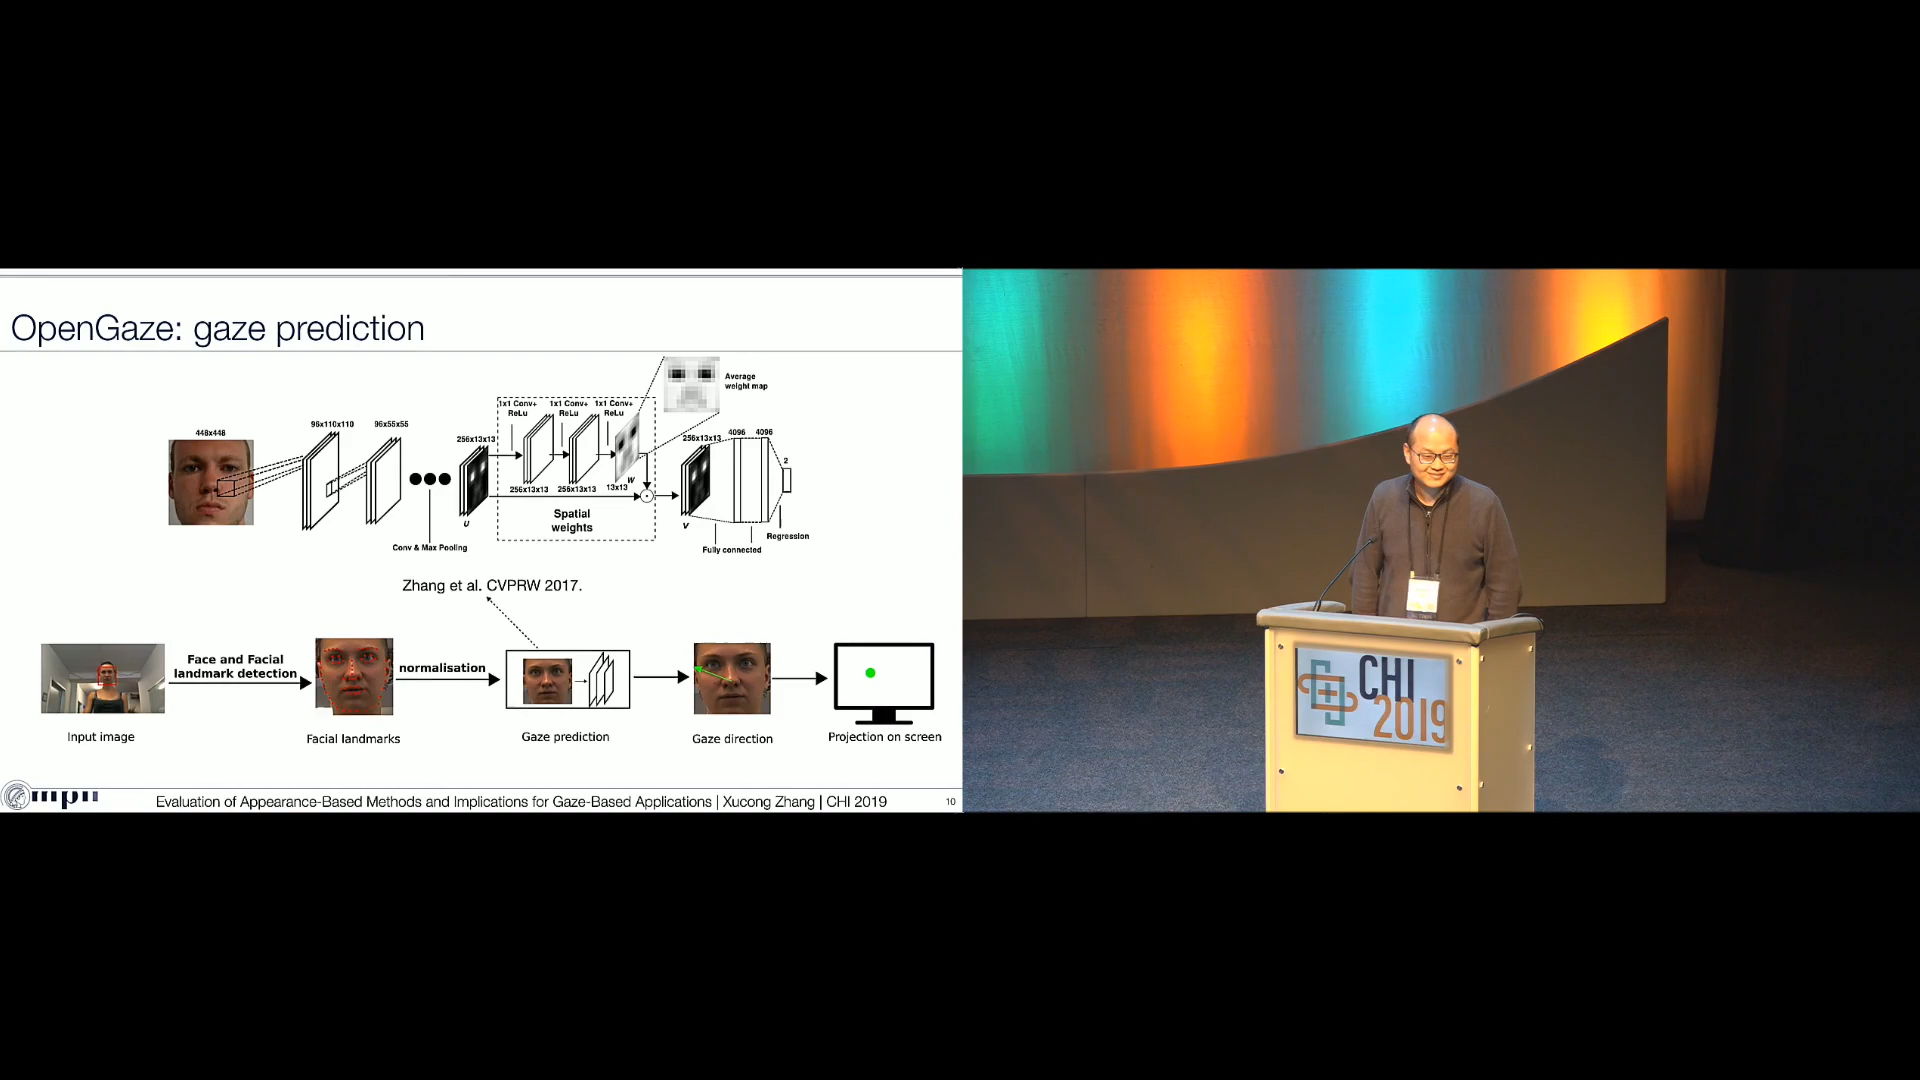 OpenGaze: gaze prediction
Average
weight map
1x1 Conv+
ReLu
1x1 Conv+
ReLu
1x1 Conv+
ReLu
448x448
96x110x110
96x55x55
256x13x13
256x13x13
4096
4096
2
256x13x13
256x13x13
13x13
W
U
V
Spatial
weights
Conv & Max Pooling
Fully connected
Regression
Zhang et al. CVPRW 2017.
Face and Facial
landmark detection
normalisation
Input image
Facial landmarks
Gaze prediction
Gaze direction
Projection on screen
mpii
Evaluation of Appearance-Based Methods and Implications for Gaze-Based Applications | Xucong Zhang | CHI 2019
10
CHI
2019